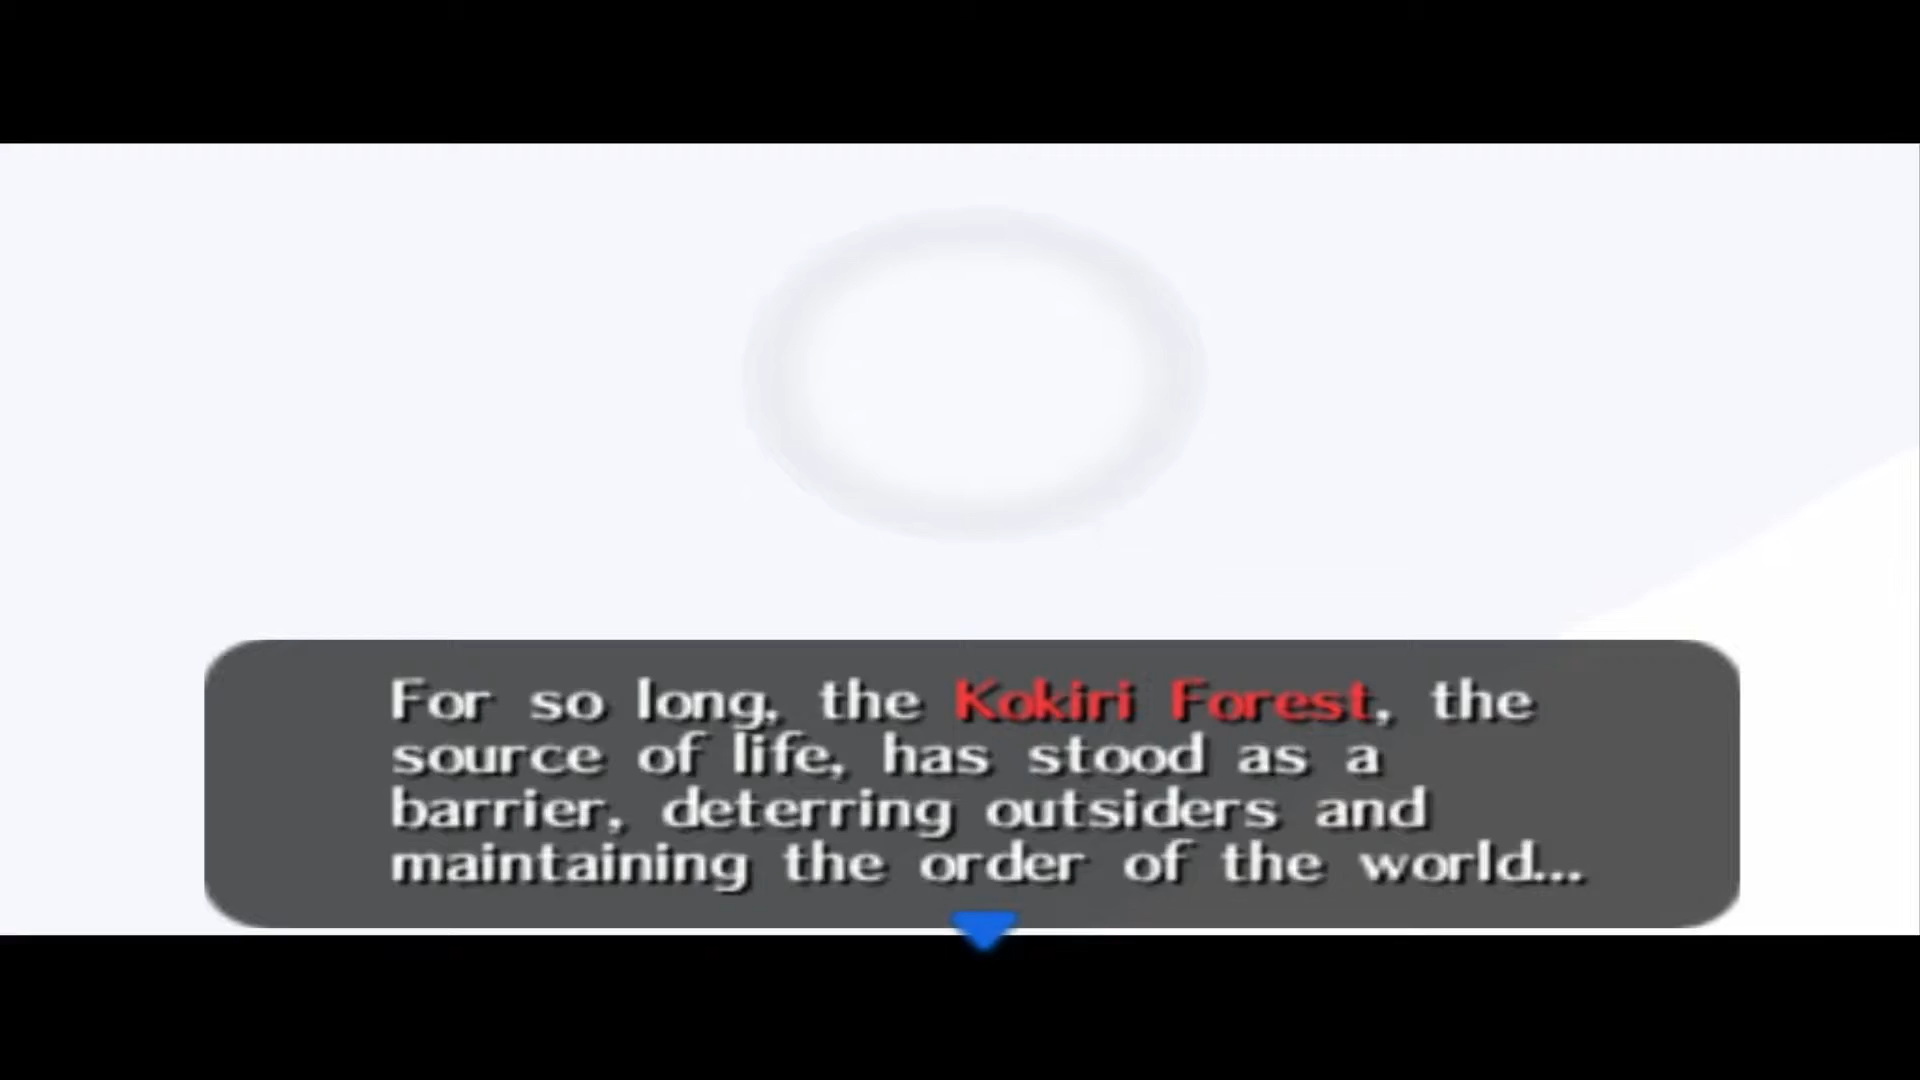 For so long, the Kokiri Forest, the
source of life, has stood as a
barrier, deterring outsiders and
maintaining the order of the world...